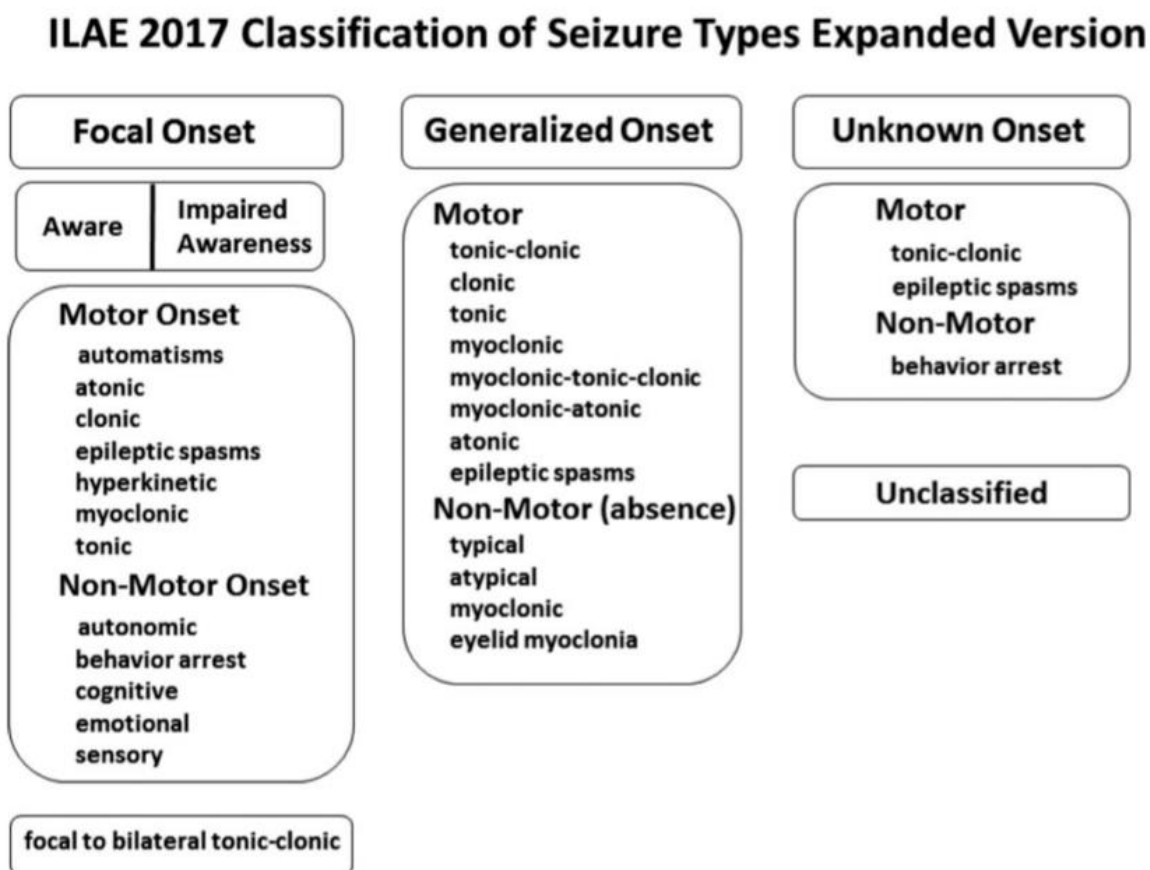 ILAE 2017 Classification of Seizure Types Expanded Version
Focal Onset
Aware
Impaired
Awareness
Motor Onset
automatisms
atonic
clonic
epileptic spasms
hyperkinetic
myoclonic
tonic
Non-Motor Onset
autonomic
behavior arrest
cognitive
emotional
sensory
focal to bilateral tonic-clonic
Generalized Onset
Motor
tonic-clonic
clonic
tonic
myoclonic
myoclonic-tonic-clonic
myoclonic-atonic
atonic
epileptic spasms
Non-Motor (absence)
typical
atypical
myoclonic
eyelid myoclonia
Unknown Onset
Motor
tonic-clonic
epileptic spasms
Non-Motor
behavior arrest
Unclassified